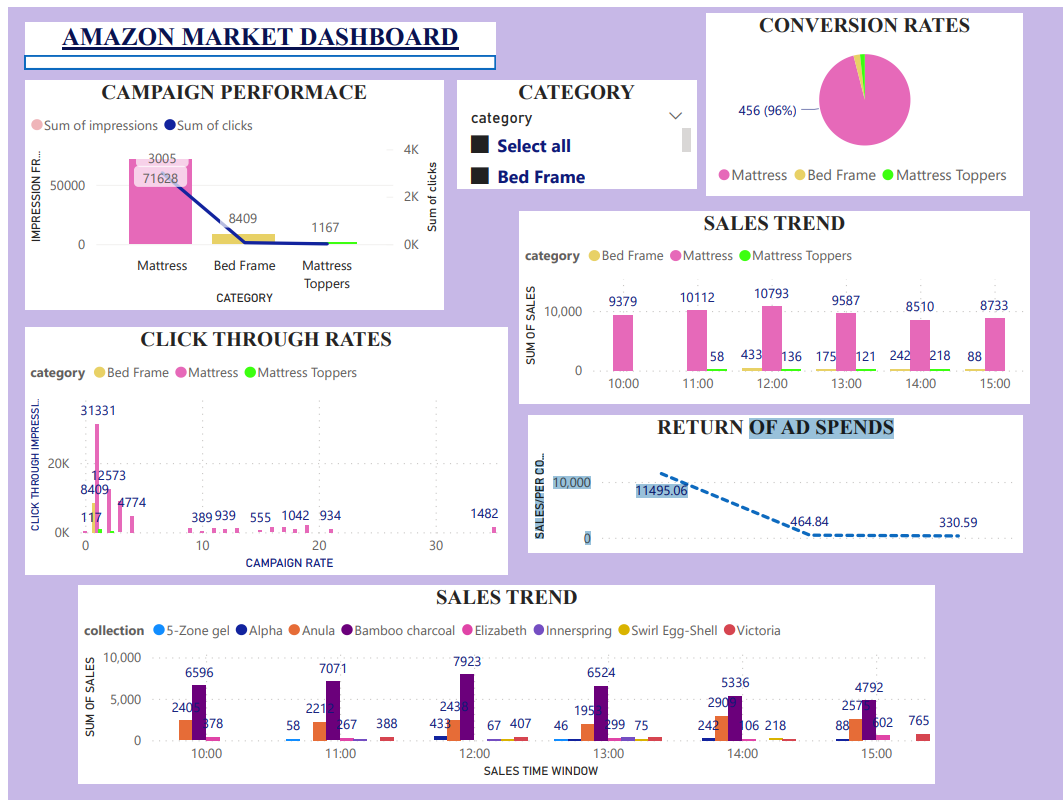 AMAZON MARKET DASHBOARD
CAMPAIGN PERFORMACE
Sum of impressions Sum of clicks
IMPRESSION FR...
50000
0
3005
71628
8409
1167
4K
2K
0K
Sum of clicks
Mattress Bed Frame Mattress Toppers
CATEGORY
CATEGORY
category
Select all
Bed Frame
CONVERSION RATES
456 (96%)
Mattress Bed Frame Mattress Toppers
SALES TREND
category Bed Frame Mattress Mattress Toppers
SUM OF SALES
10,000
0
9379 10112 10793 9587 8510 8733
58 433 136 175 121 242 218 88
10:00 11:00 12:00 13:00 14:00 15:00
CLICK THROUGH RATES
category Bed Frame Mattress Mattress Toppers
CLICK THROUGH IMPRESSI...
20K
0K
31331
12573
8409
4774
389 939 555 1042 934 1482
0 10 20 30
CAMPAIGN RATE
RETURN OF AD SPENDS
SALES/PER CO...
10,000
0
11495.06
464.84
330.59
SALES TREND
collection 5-Zone gel Alpha Anula Bamboo charcoal Elizabeth Innerspring Swirl Egg-Shell Victoria
SUM OF SALES
10,000
5,000
0
6596 7071 7923 6524 5336 4792
378 58 267 388 433 67 407 46 299 75 242 106 218 88 602 765
10:00 11:00 12:00 13:00 14:00 15:00
SALES TIME WINDOW